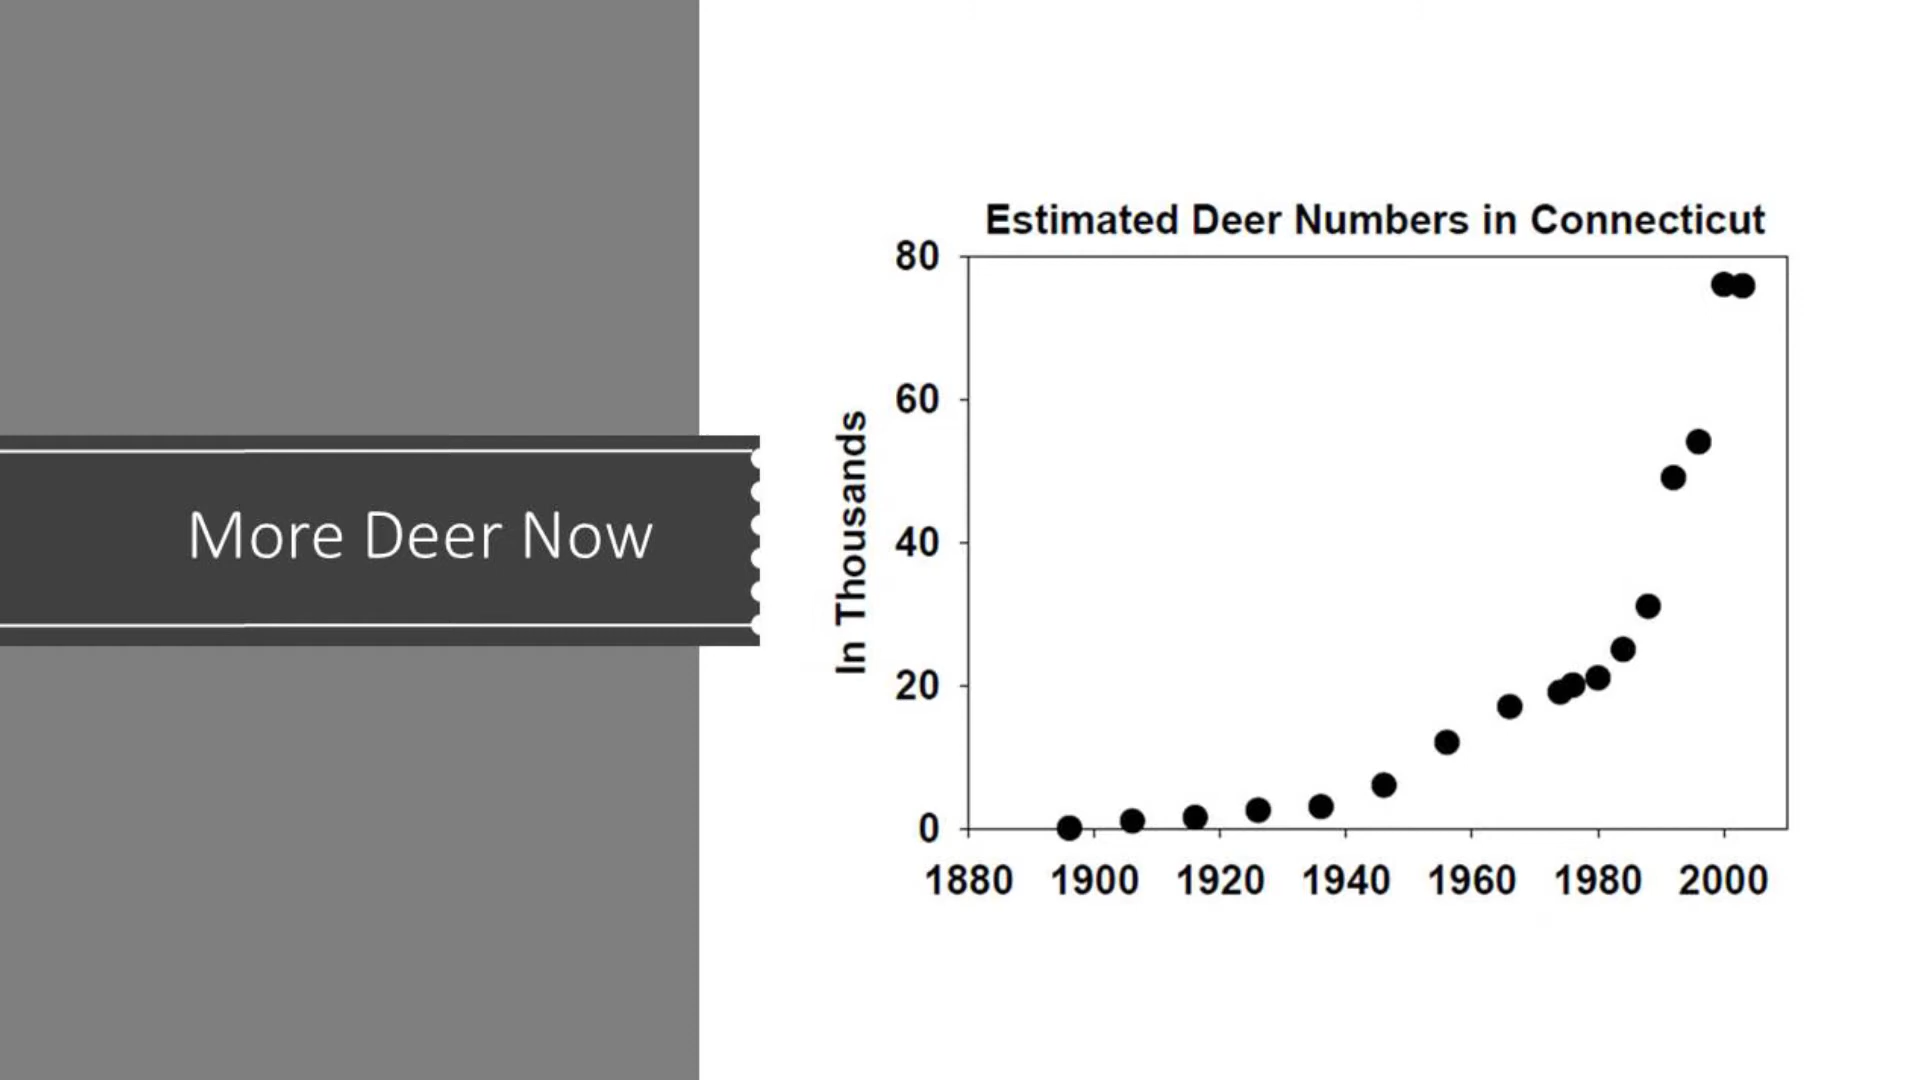 More Deer Now
Estimated Deer Numbers in Connecticut
In Thousands
80
60
40
20
0
1880 1900 1920 1940 1960 1980 2000